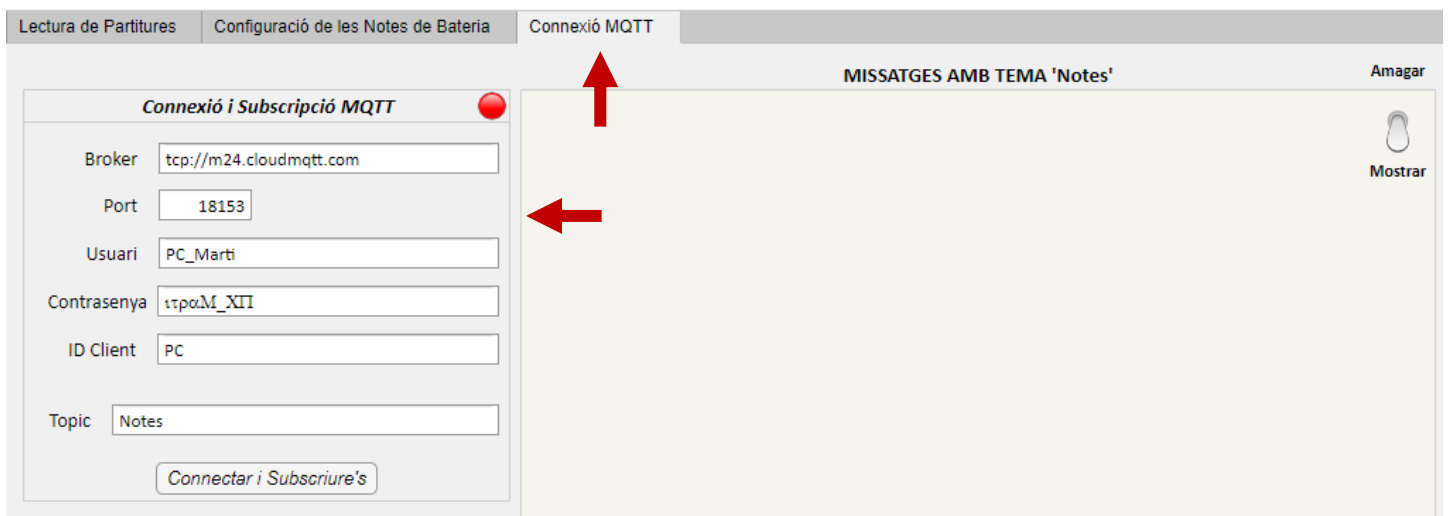 Lectura de Partitures Configuració de les Notes de Bateria Connexió MQTT
MISSATGES AMB TEMA 'Notes'
Amagar
Mostrar
Connexió i Subscripció MQTT
Broker tcp://m24.cloudmqtt.com
Port 18153
Usuari PC_Marti
Contrasenya ιτραΜ_ΧΠ
ID Client PC
Topic Notes
Connectar i Subscriure's